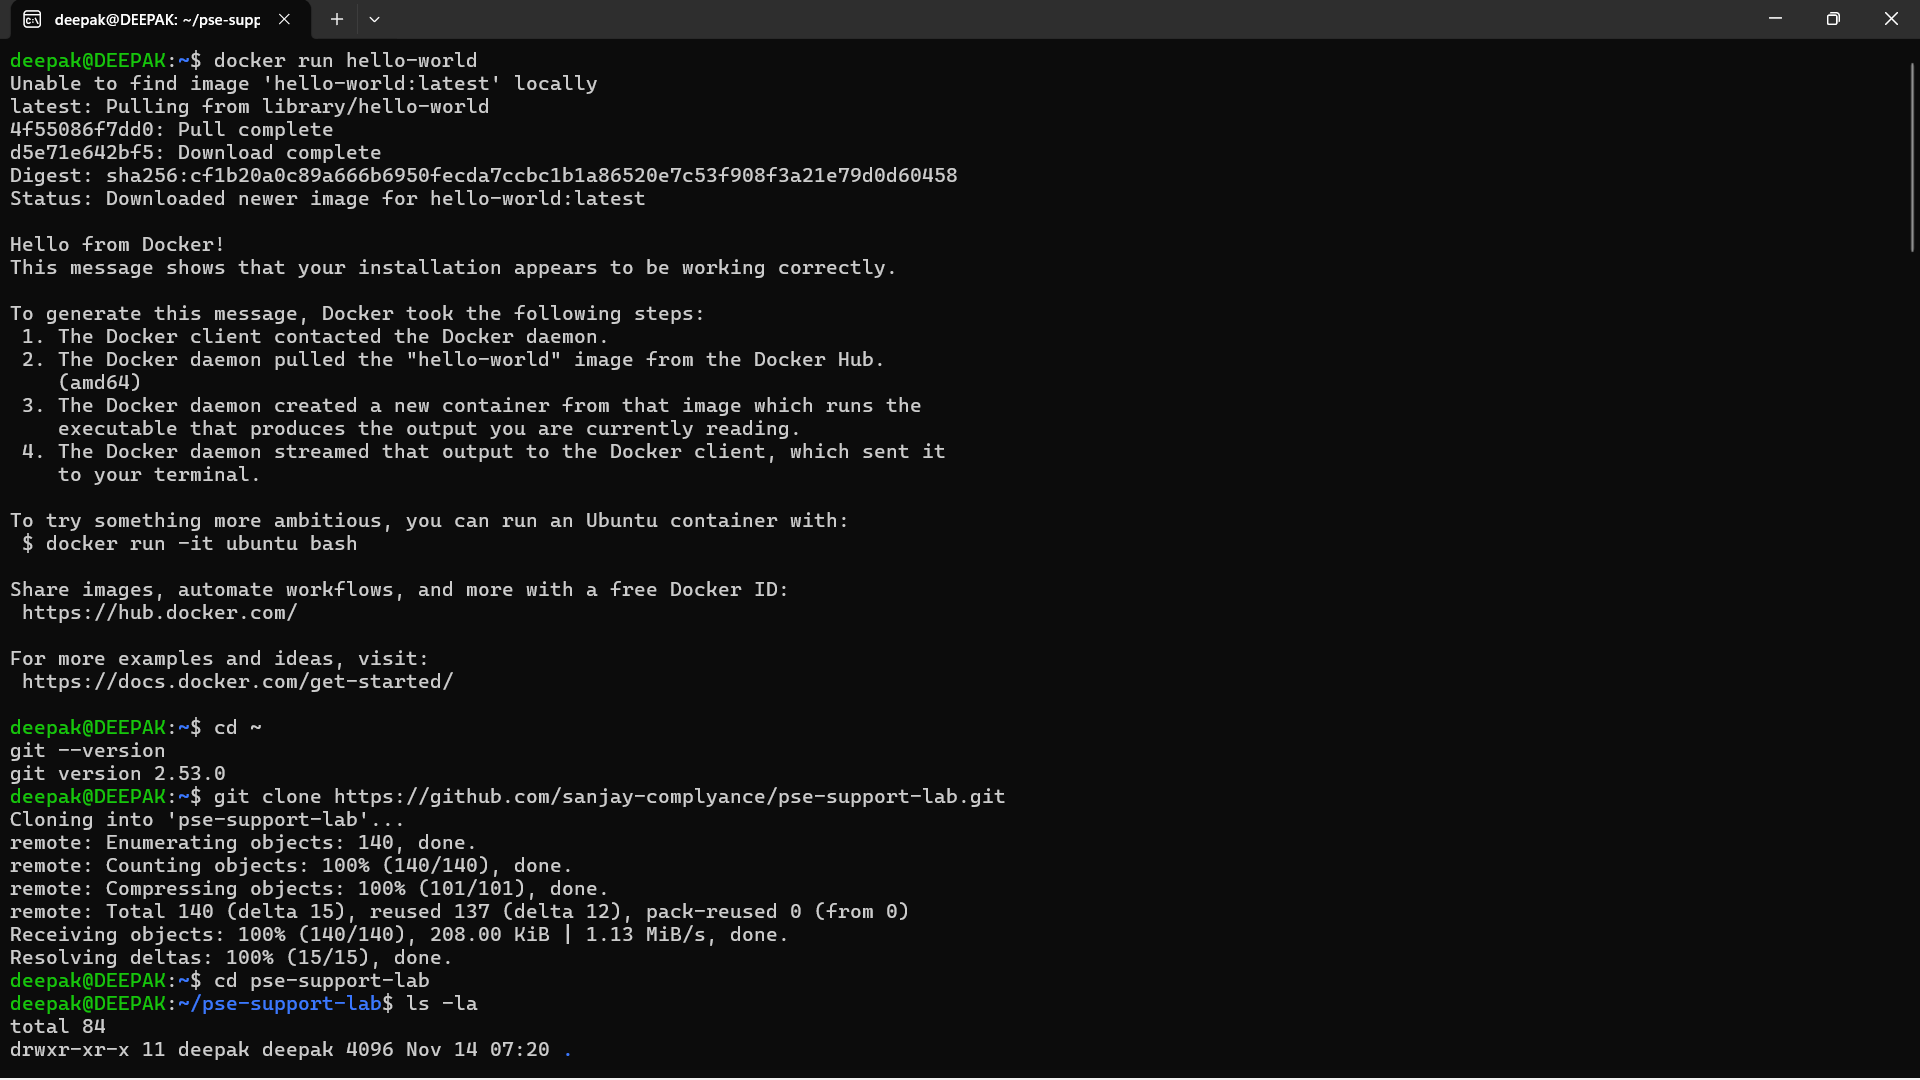 deepak@DEEPAK: ~/pse-supp
deepak@DEEPAK:~$ docker run hello-world
Unable to find image 'hello-world:latest' locally
latest: Pulling from library/hello-world
4f55086f7dd0: Pull complete
d5e71e642bf5: Download complete
Digest: sha256:cf1b20a0c89a666b6950fecda7ccbc1b1a86520e7c53f908f3a21e79d0d60458
Status: Downloaded newer image for hello-world:latest

Hello from Docker!
This message shows that your installation appears to be working correctly.

To generate this message, Docker took the following steps:
 1. The Docker client contacted the Docker daemon.
 2. The Docker daemon pulled the "hello-world" image from the Docker Hub.
    (amd64)
 3. The Docker daemon created a new container from that image which runs the
    executable that produces the output you are currently reading.
 4. The Docker daemon streamed that output to the Docker client, which sent it
    to your terminal.

To try something more ambitious, you can run an Ubuntu container with:
 $ docker run -it ubuntu bash

Share images, automate workflows, and more with a free Docker ID:
 https://hub.docker.com/

For more examples and ideas, visit:
 https://docs.docker.com/get-started/

deepak@DEEPAK:~$ cd ~
git --version
git version 2.53.0
deepak@DEEPAK:~$ git clone https://github.com/sanjay-complyance/pse-support-lab.git
Cloning into 'pse-support-lab'...
remote: Enumerating objects: 140, done.
remote: Counting objects: 100% (140/140), done.
remote: Compressing objects: 100% (101/101), done.
remote: Total 140 (delta 15), reused 137 (delta 12), pack-reused 0 (from 0)
Receiving objects: 100% (140/140), 208.00 KiB | 1.13 MiB/s, done.
Resolving deltas: 100% (15/15), done.
deepak@DEEPAK:~$ cd pse-support-lab
deepak@DEEPAK:~/pse-support-lab$ ls -la
total 84
drwxr-xr-x 11 deepak deepak 4096 Nov 14 07:20 .